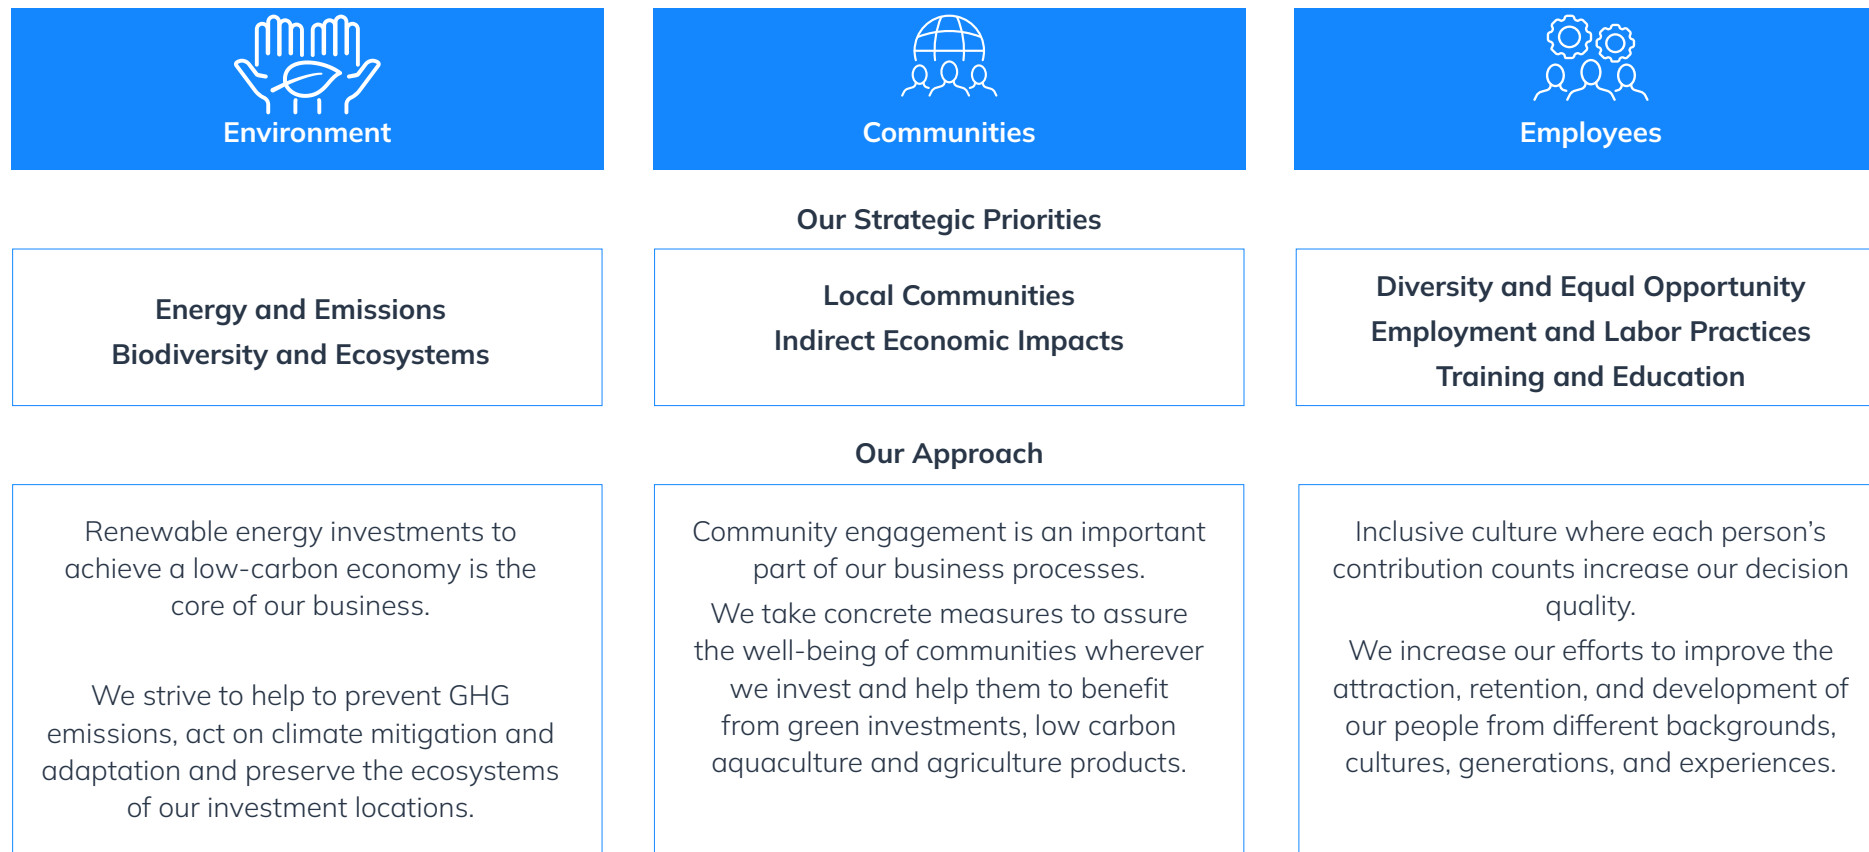 Environment
Communities
Employees
Our Strategic Priorities
Energy and Emissions
Biodiversity and Ecosystems
Local Communities
Indirect Economic Impacts
Diversity and Equal Opportunity
Employment and Labor Practices
Training and Education
Our Approach
Renewable energy investments to
achieve a low-carbon economy is the
core of our business.
We strive to help to prevent GHG
emissions, act on climate mitigation and
adaptation and preserve the ecosystems
of our investment locations.
Community engagement is an important
part of our business processes.
We take concrete measures to assure
the well-being of communities wherever
we invest and help them to benefit
from green investments, low carbon
aquaculture and agriculture products.
Inclusive culture where each person’s
contribution counts increase our decision
quality.
We increase our efforts to improve the
attraction, retention, and development of
our people from different backgrounds,
cultures, generations, and experiences.